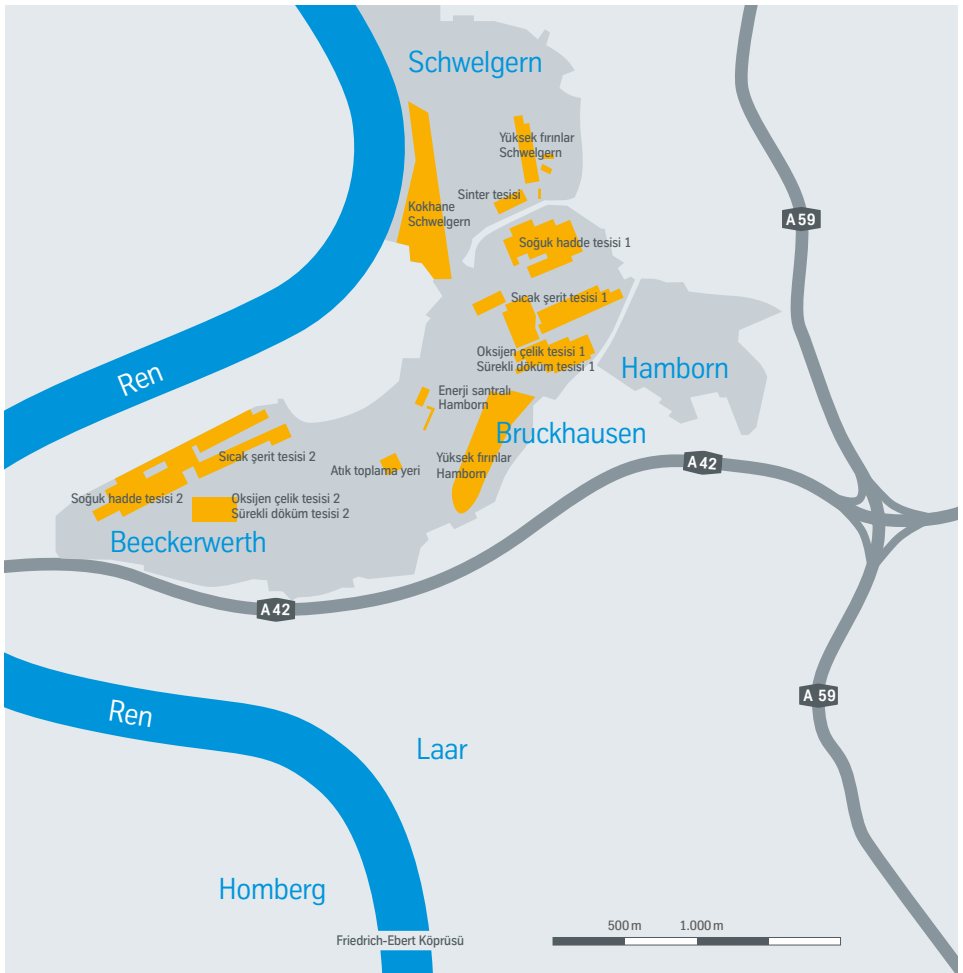 Schwelgern
Yüksek fırınlar
Schwelgern
Sinter tesisi
Kokhane
Schwelgern
A 59
Soğuk hadde tesisi 1
Sıcak şerit tesisi 1
Oksijen çelik tesisi 1
Sürekli döküm tesisi 1
Hamborn
Ren
Enerji santralı
Hamborn
Bruckhausen
Sıcak şerit tesisi 2
Atık toplama yeri
Yüksek fırınlar
Hamborn
A 42
Soğuk hadde tesisi 2
Oksijen çelik tesisi 2
Sürekli döküm tesisi 2
Beeckerwerth
A 42
A 59
Ren
Laar
Homberg
500 m
1.000 m
Friedrich-Ebert Köprüsü